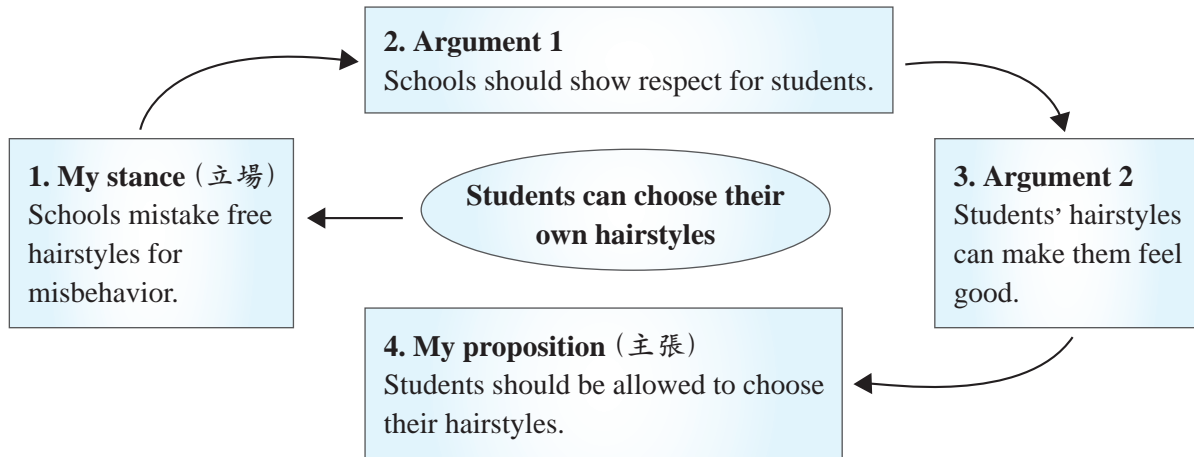 Students can choose their
own hairstyles
1. My stance（立場）
Schools mistake free
hairstyles for
misbehavior.
2. Argument 1
Schools should show respect for students.
3. Argument 2
Students’ hairstyles
can make them feel
good.
4. My proposition（主張）
Students should be allowed to choose
their hairstyles.